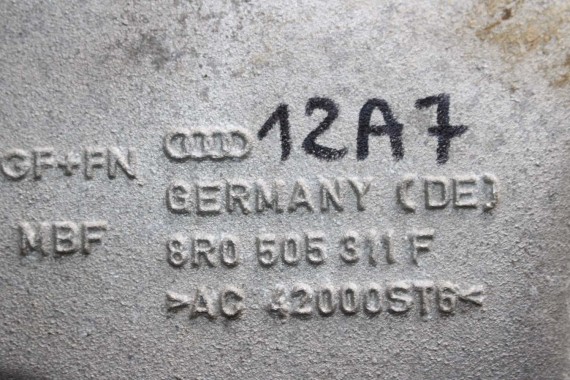 12A7
GF+FN
GERMANY (DE)
MBF
8R0 505 311 F
>AC 42000ST6<